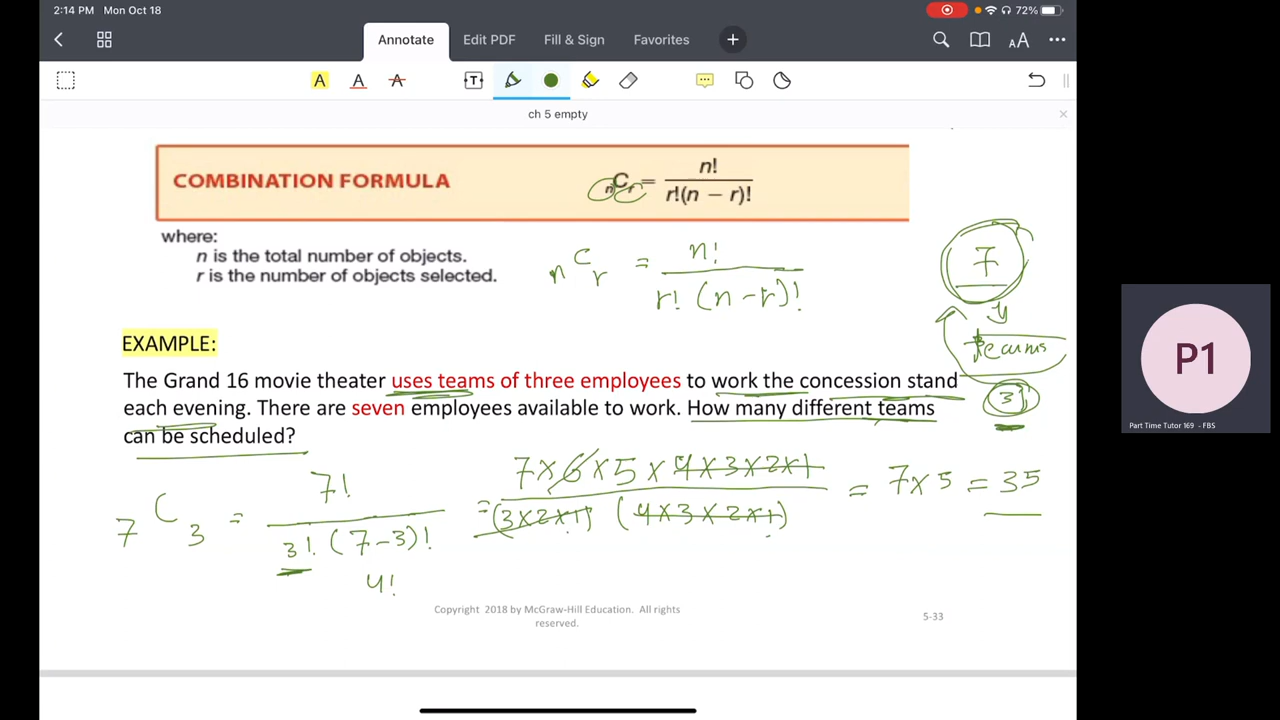 2:14 PM Mon Oct 18
72%
Annotate Edit PDF Fill & Sign Favorites
ch 5 empty
COMBINATION FORMULA nCr = n! / r!(n − r)!
where:
n is the total number of objects.
r is the number of objects selected.
n C r = n! / r! (n-r)!
7
teams
3
EXAMPLE:
The Grand 16 movie theater uses teams of three employees to work the concession stand
each evening. There are seven employees available to work. How many different teams
can be scheduled?
7 C 3 = 7! / 3! (7-3)! = 7×6×5×4×3×2×1 / (3×2×1) (4×3×2×1) = 7×5 = 35
4!
Copyright 2018 by McGraw-Hill Education. All rights
reserved.
5-33
P1
Part Time Tutor 169 - FBS